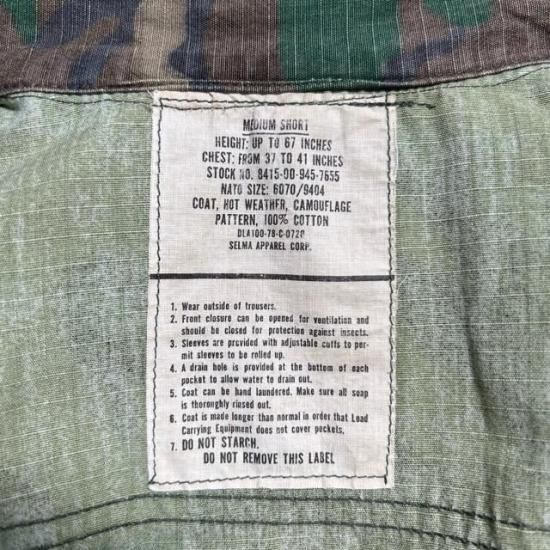 MEDIUM SHORT
HEIGHT: UP TO 67 INCHES
CHEST: FROM 37 TO 41 INCHES
STOCK NO. 8415-00-945-7655
NATO SIZE: 6070/9404
COAT, HOT WEATHER, CAMOUFLAGE
PATTERN, 100% COTTON
DLA100-78-C-0720
SELMA APPAREL CORP.
1. Wear outside of trousers.
2. Front closure can be opened for ventilation and
should be closed for protection against insects.
3. Sleeves are provided with adjustable cuffs to per-
mit sleeves to be rolled up.
4. A drain hole is provided at the bottom of each
pocket to allow water to drain out.
5. Coat can be hand laundered. Make sure all soap
is thoroughly rinsed out.
6. Coat is made longer than normal in order that Load
Carrying Equipment does not cover pockets.
7. DO NOT STARCH.
DO NOT REMOVE THIS LABEL